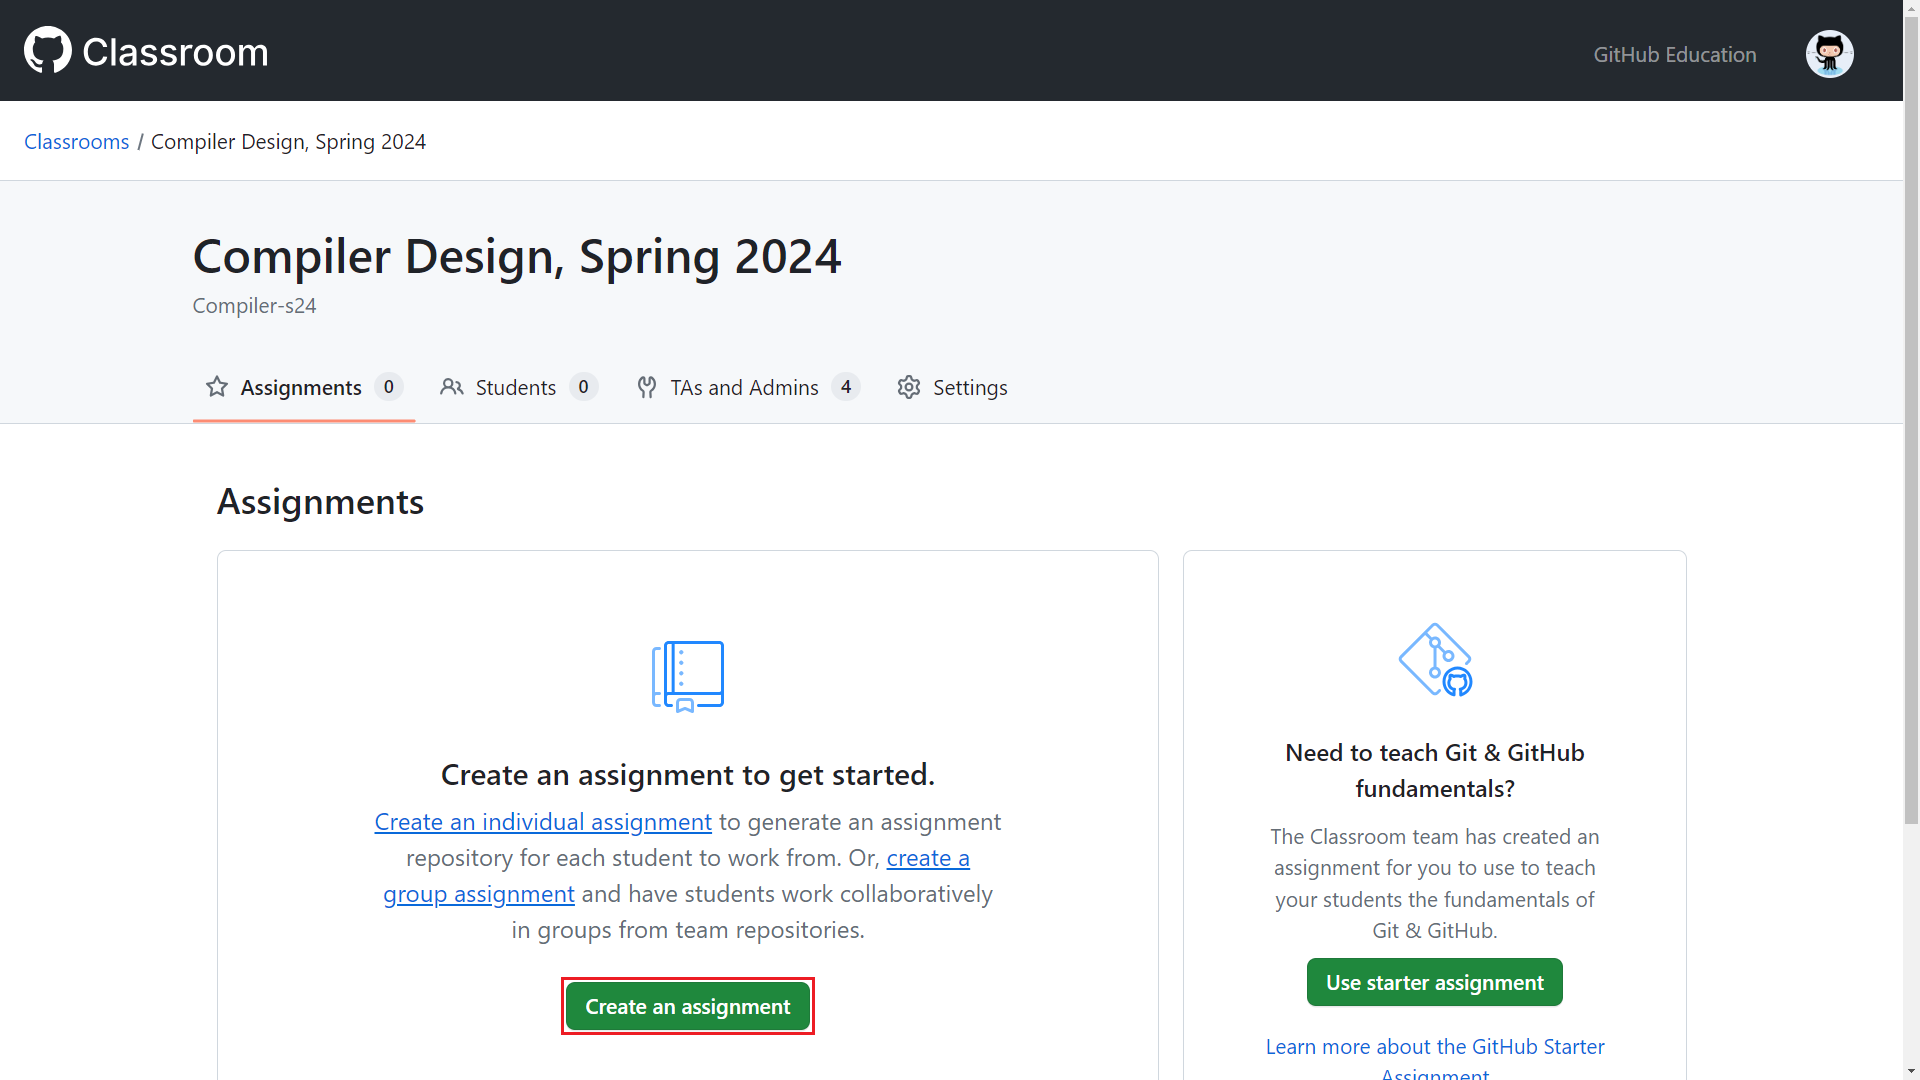 Classroom
GitHub Education
Classrooms / Compiler Design, Spring 2024
Compiler Design, Spring 2024
Compiler-s24
Assignments 0 Students 0 TAs and Admins 4 Settings
Assignments
Create an assignment to get started.
Create an individual assignment to generate an assignment
repository for each student to work from. Or, create a
group assignment and have students work collaboratively
in groups from team repositories.
Create an assignment
Need to teach Git & GitHub
fundamentals?
The Classroom team has created an
assignment for you to use to teach
your students the fundamentals of
Git & GitHub.
Use starter assignment
Learn more about the GitHub Starter
Assignment